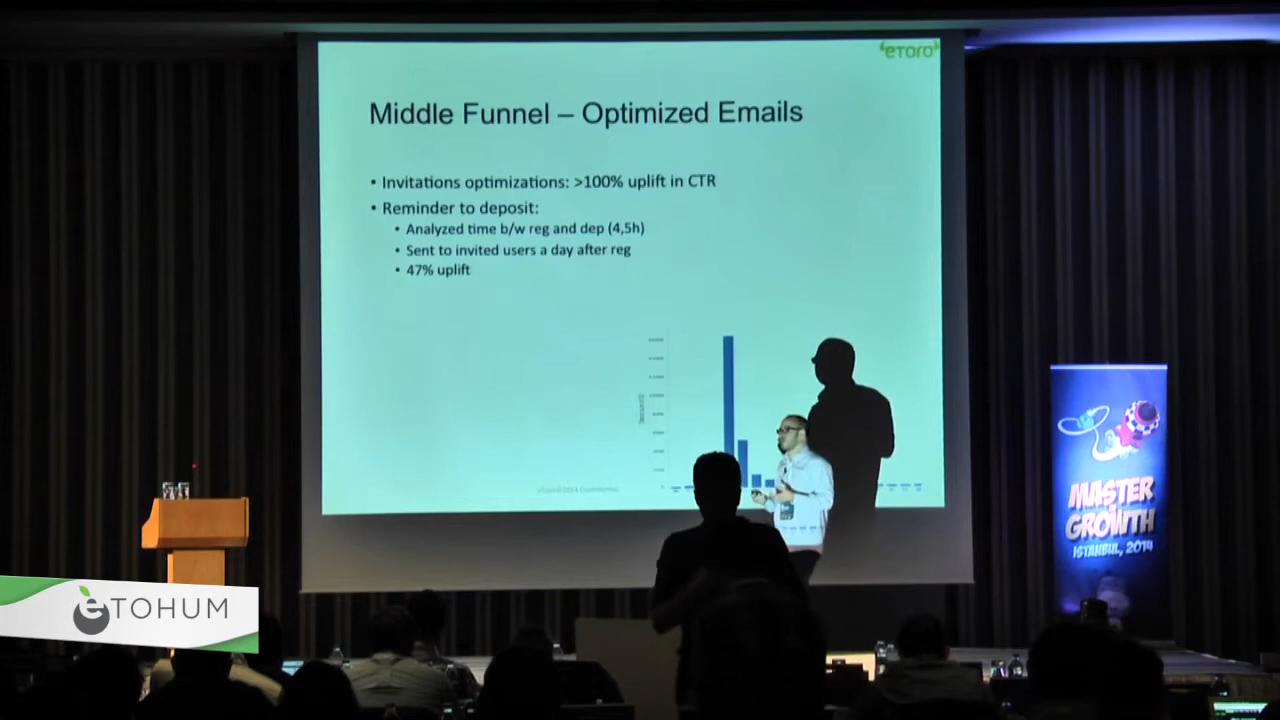 eToro
Middle Funnel – Optimized Emails
• Invitations optimizations: >100% uplift in CTR
• Reminder to deposit:
• Analyzed time b/w reg and dep (4,5h)
• Sent to invited users a day after reg
• 47% uplift
MASTER
of
GROWTH
ISTANBUL, 2014
eTOHUM